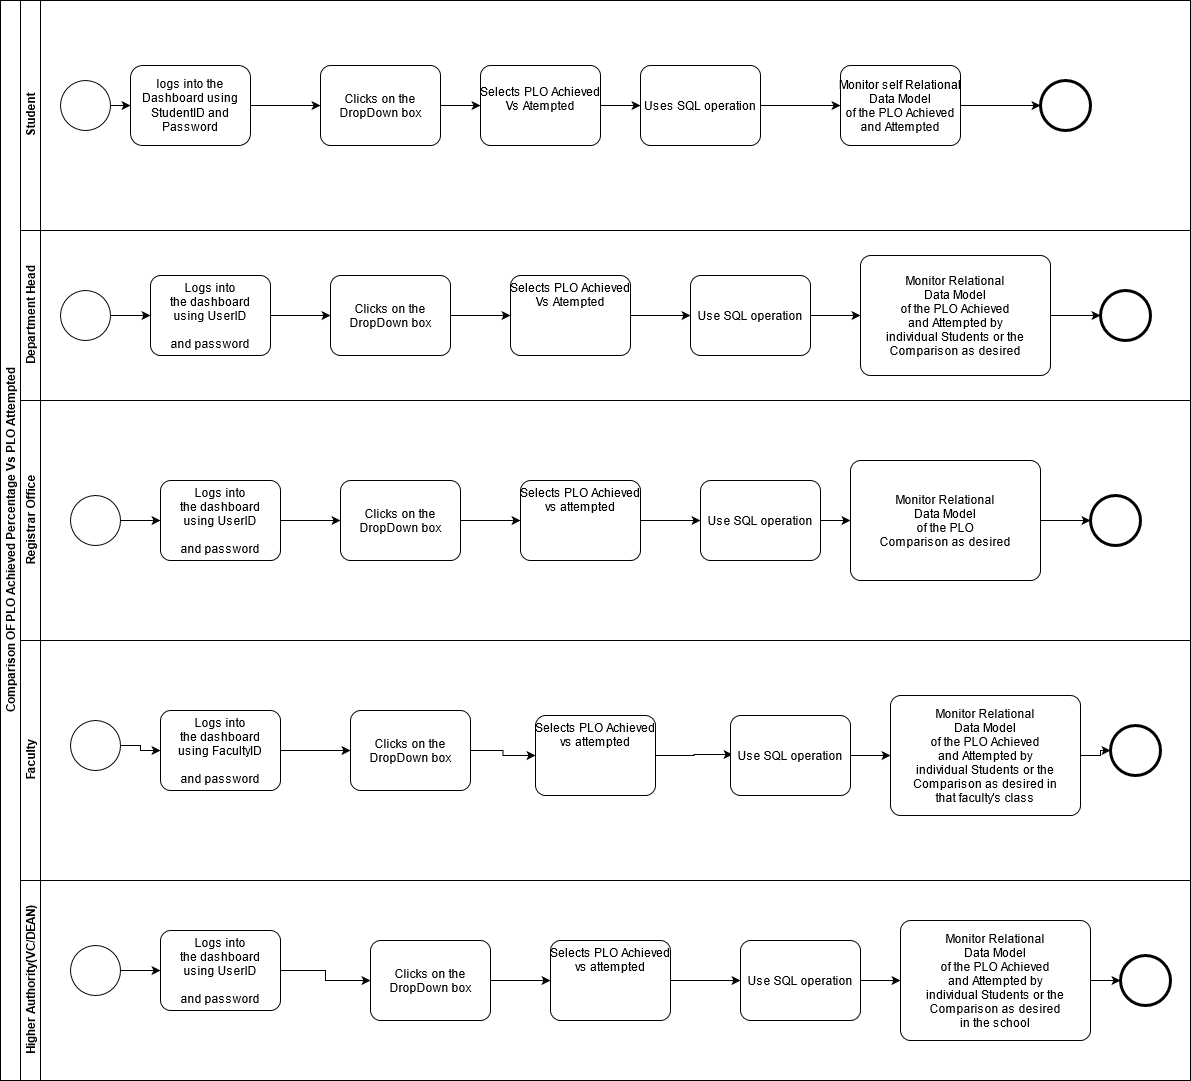 Comparison OF PLO Achieved Percentage Vs PLO Attempted
Student
logs into the
Dashboard using
StudentID and
Password
Clicks on the
DropDown box
Selects PLO Achieved
Vs Atempted
Uses SQL operation
Monitor self Relational
Data Model
of the PLO Achieved
and Attempted
Department Head
Logs into
the dashboard
using UserID
and password
Clicks on the
DropDown box
Selects PLO Achieved
Vs Atempted
Use SQL operation
Monitor Relational
Data Model
of the PLO Achieved
and Attempted by
individual Students or the
Comparison as desired
Registrar Office
Logs into
the dashboard
using UserID
and password
Clicks on the
DropDown box
Selects PLO Achieved
vs attempted
Use SQL operation
Monitor Relational
Data Model
of the PLO
Comparison as desired
Faculty
Logs into
the dashboard
using FacultyID
and password
Clicks on the
DropDown box
Selects PLO Achieved
vs attempted
Use SQL operation
Monitor Relational
Data Model
of the PLO Achieved
and Attempted by
individual Students or the
Comparison as desired in
that faculty's class
Higher Authority(VC/DEAN)
Logs into
the dashboard
using UserID
and password
Clicks on the
DropDown box
Selects PLO Achieved
vs attempted
Use SQL operation
Monitor Relational
Data Model
of the PLO Achieved
and Attempted by
individual Students or the
Comparison as desired
in the school